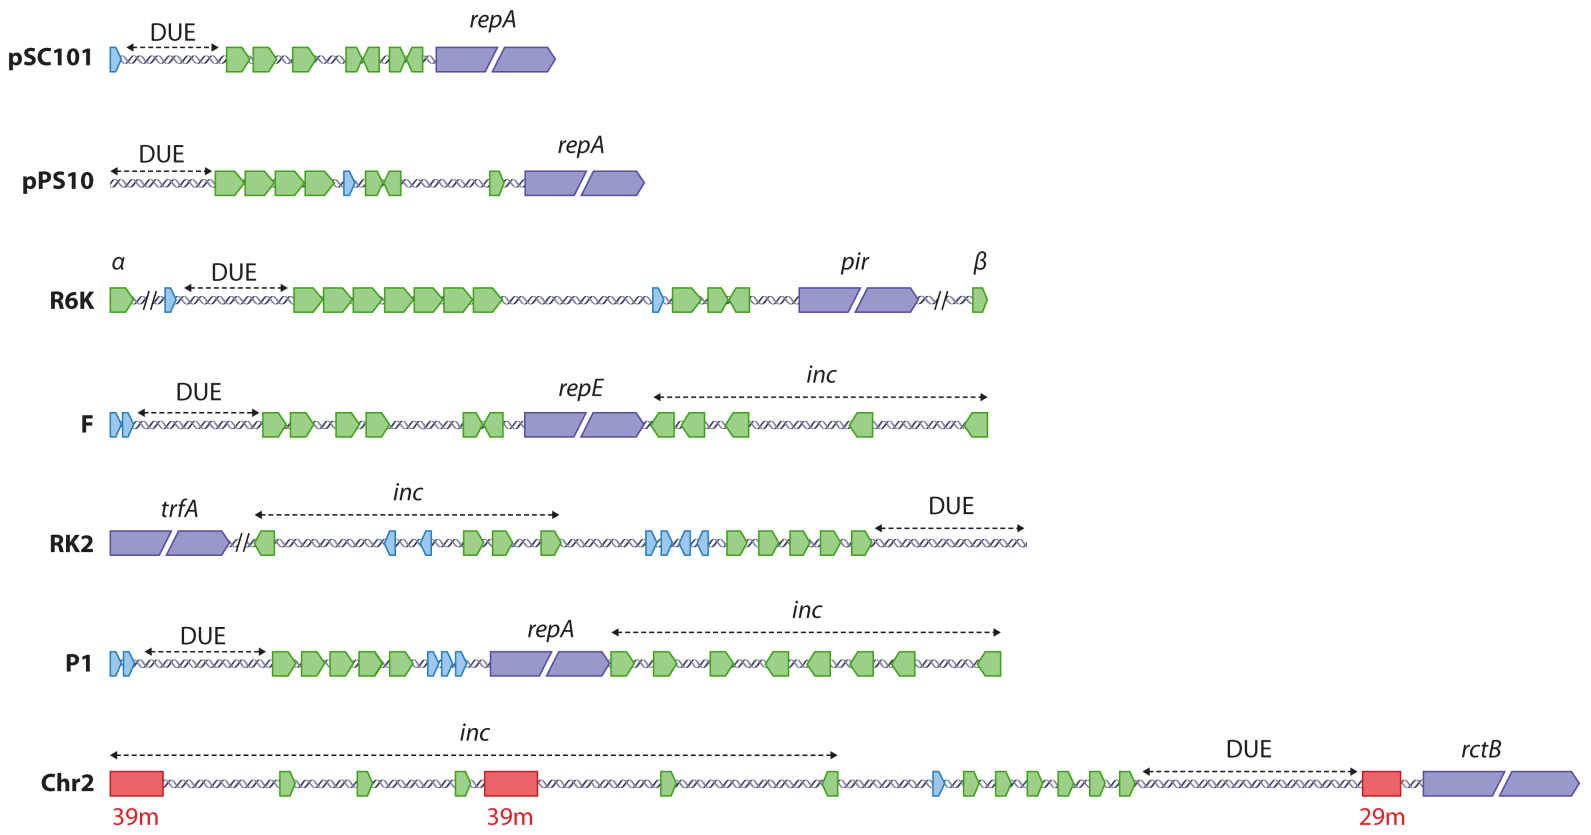 repA
DUE
pSC101
repA
DUE
pPS10
α
DUE
pir
β
R6K
DUE
repE
inc
F
trfA
inc
DUE
RK2
DUE
repA
inc
P1
inc
DUE
rctB
Chr2
39m
39m
29m